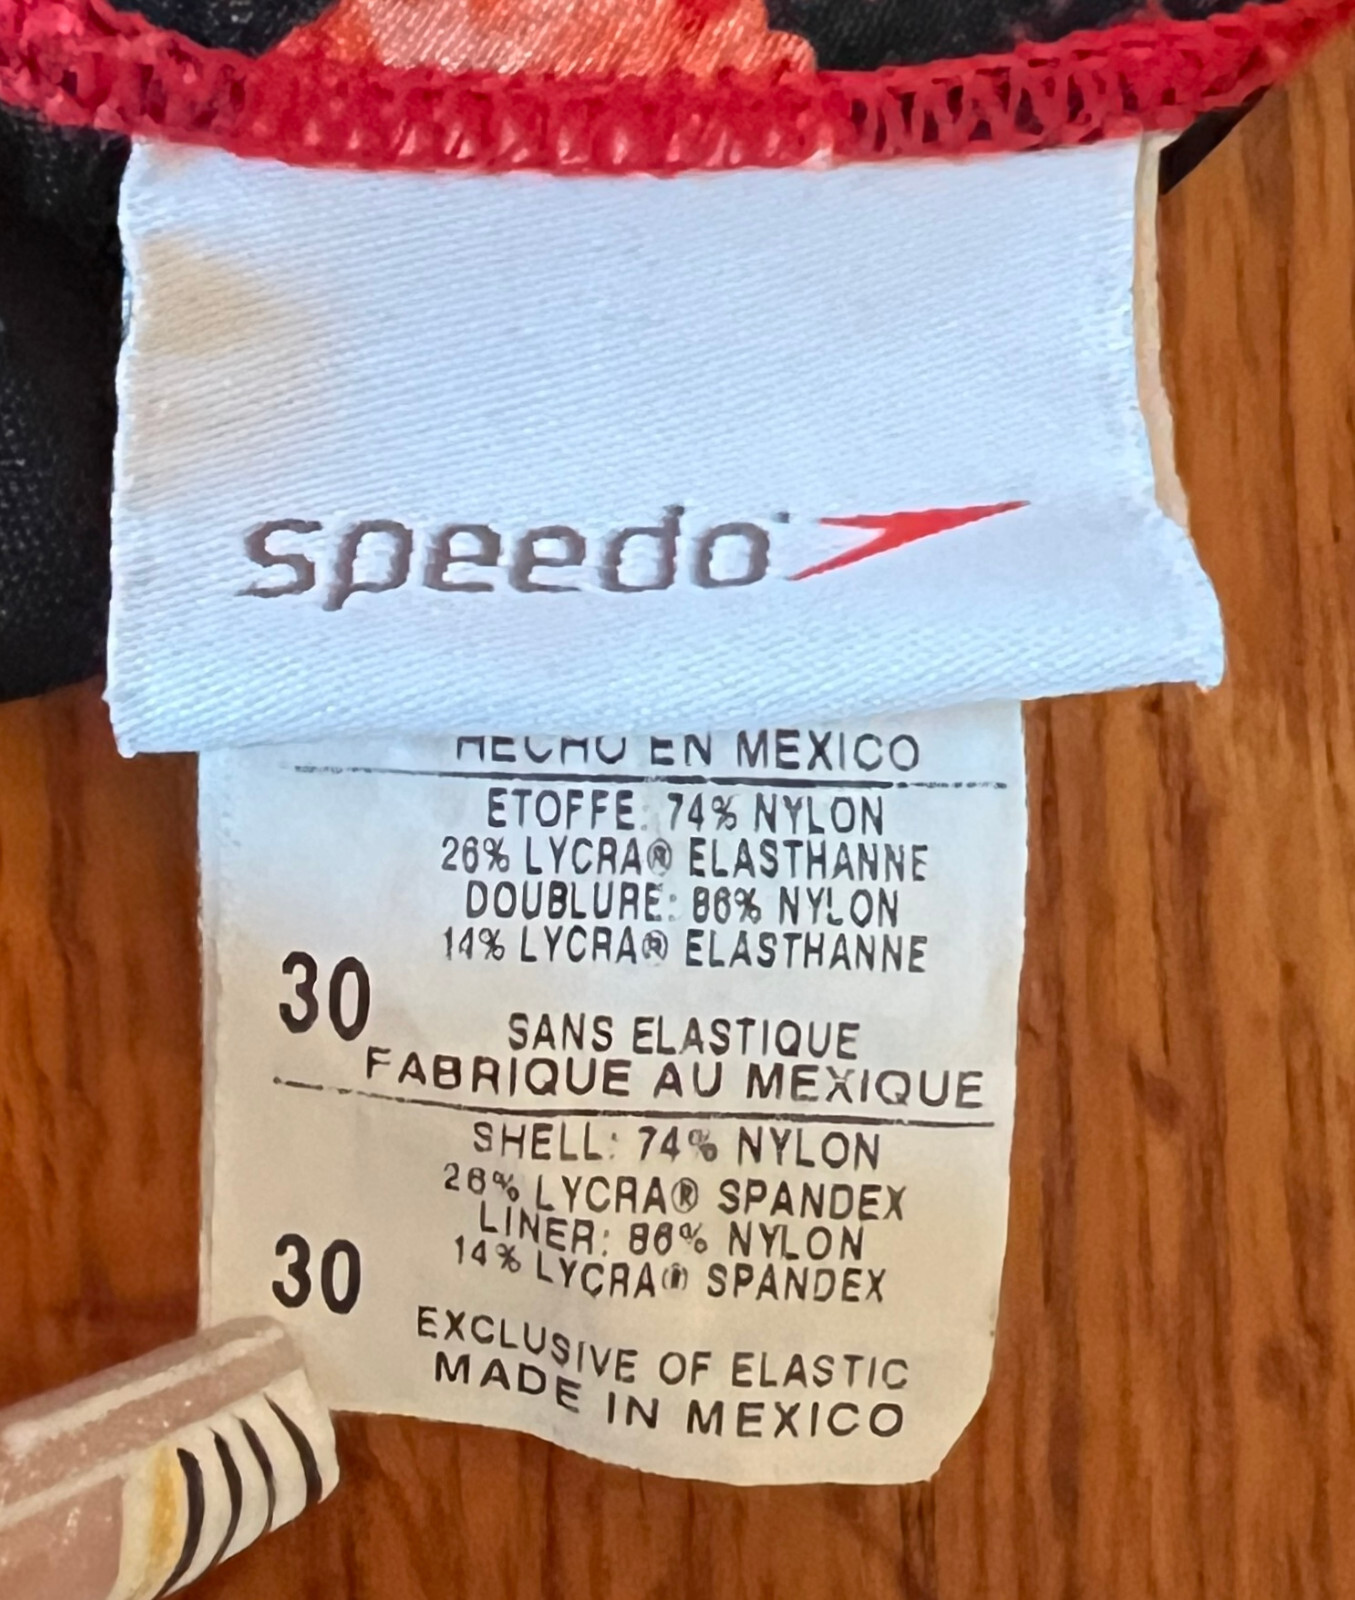 speedo
HECHO EN MEXICO
ETOFFE: 74% NYLON
26% LYCRA® ELASTHANNE
DOUBLURE: 86% NYLON
14% LYCRA® ELASTHANNE
30
SANS ELASTIQUE
FABRIQUE AU MEXIQUE
SHELL: 74% NYLON
26% LYCRA® SPANDEX
LINER: 86% NYLON
14% LYCRA® SPANDEX
30
EXCLUSIVE OF ELASTIC
MADE IN MEXICO